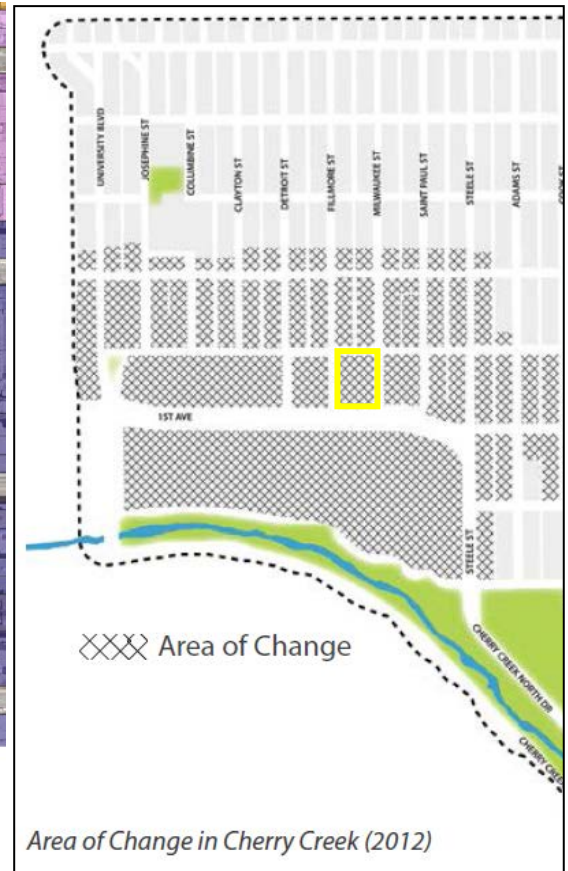 UNIVERSITY BLVD
JOSEPHINE ST
COLUMBINE ST
CLAYTON ST
DETROIT ST
FILLMORE ST
MILWAUKEE ST
SAINT PAUL ST
STEELE ST
ADAMS ST
1ST AVE
STEELE ST
Area of Change
CHERRY CREEK NORTH DR
CHERRY CREE
Area of Change in Cherry Creek (2012)